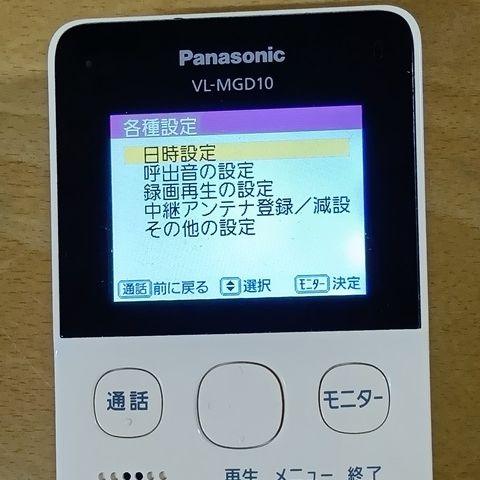 Panasonic
VL-MGD10
各種設定
日時設定
呼出音の設定
録画再生の設定
中継アンテナ登録／減設
その他の設定
通話 前に戻る 選択 ﾓﾆﾀｰ 決定
通話 モニター
再生 メニュー 終了